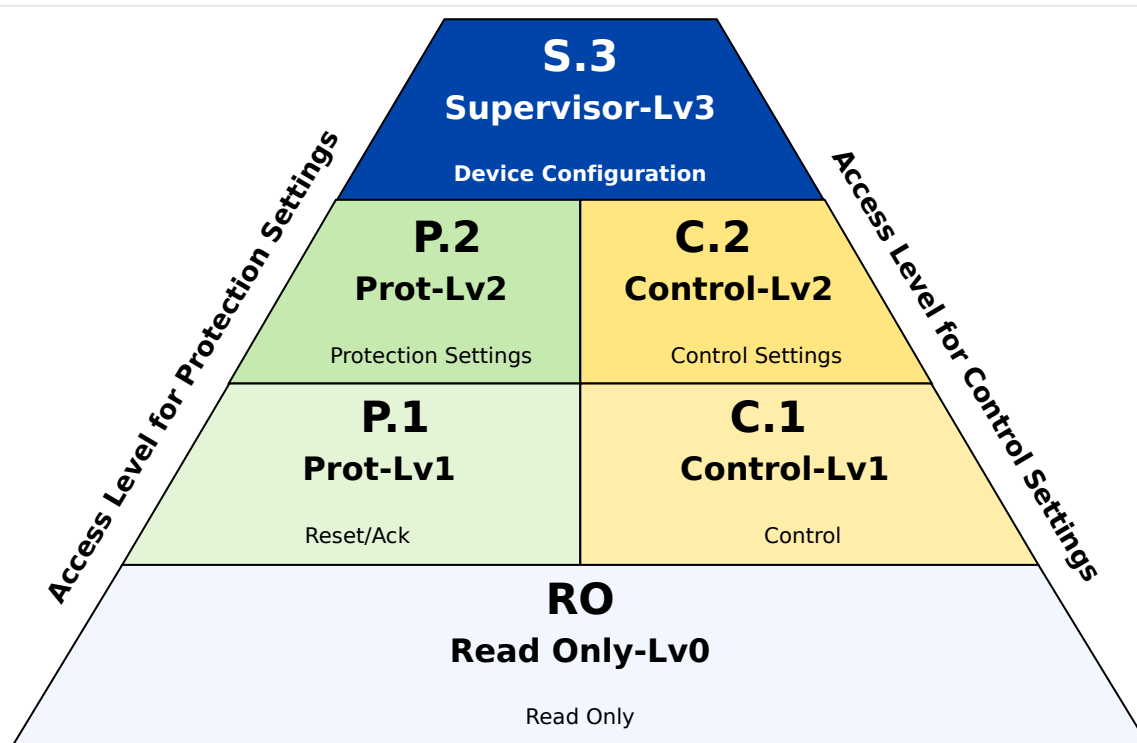 S.3
Supervisor-Lv3
Device Configuration
Access Level for Protection Settings
Access Level for Control Settings
P.2
Prot-Lv2
Protection Settings
C.2
Control-Lv2
Control Settings
P.1
Prot-Lv1
Reset/Ack
C.1
Control-Lv1
Control
RO
Read Only-Lv0
Read Only